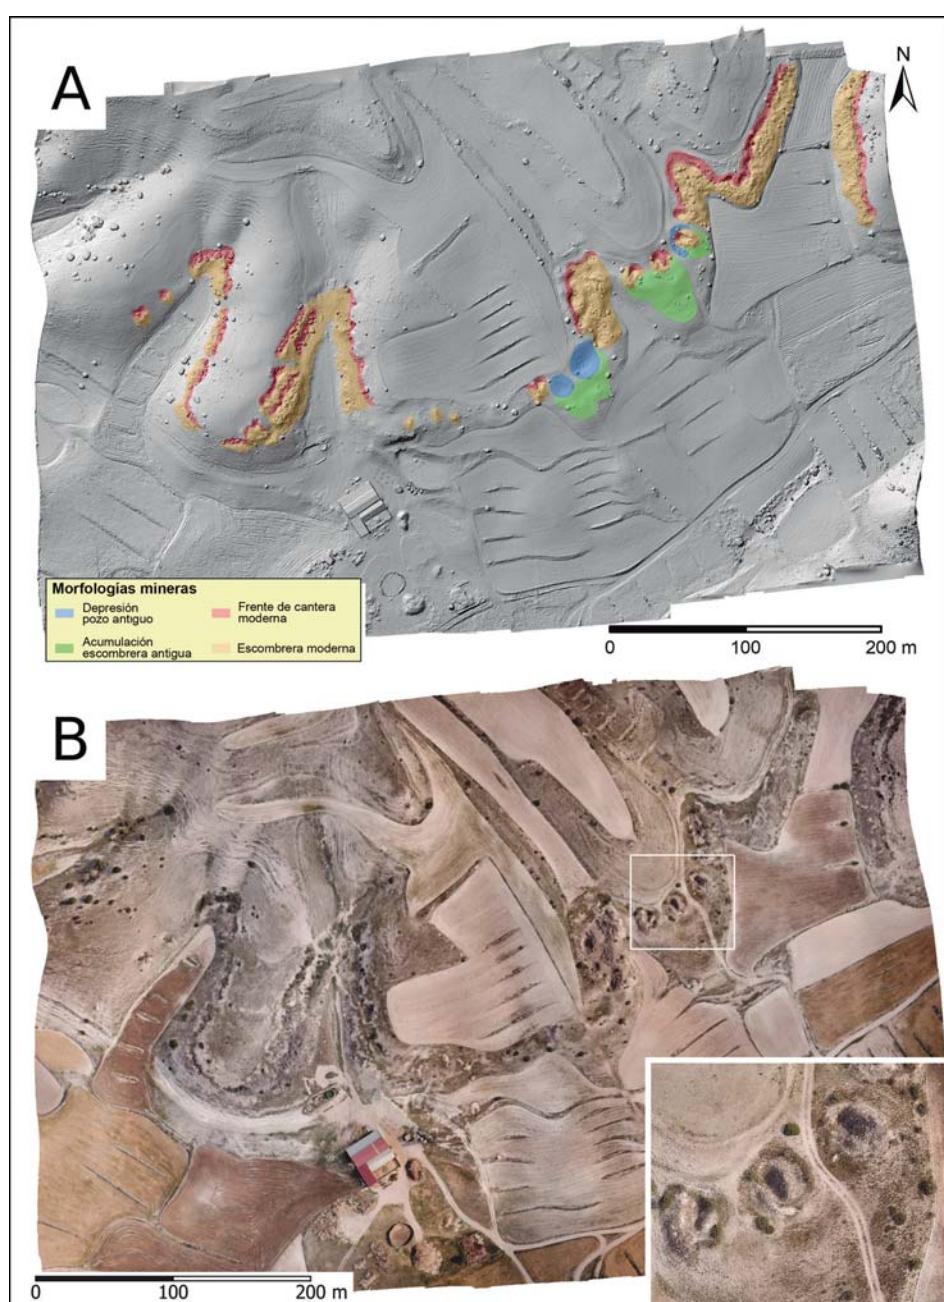 A
N
Morfologías mineras
Depresión
pozo antiguo
Frente de cantera
moderna
Acumulación
escombrera antigua
Escombrera moderna
0 100 200 m
B
0 100 200 m